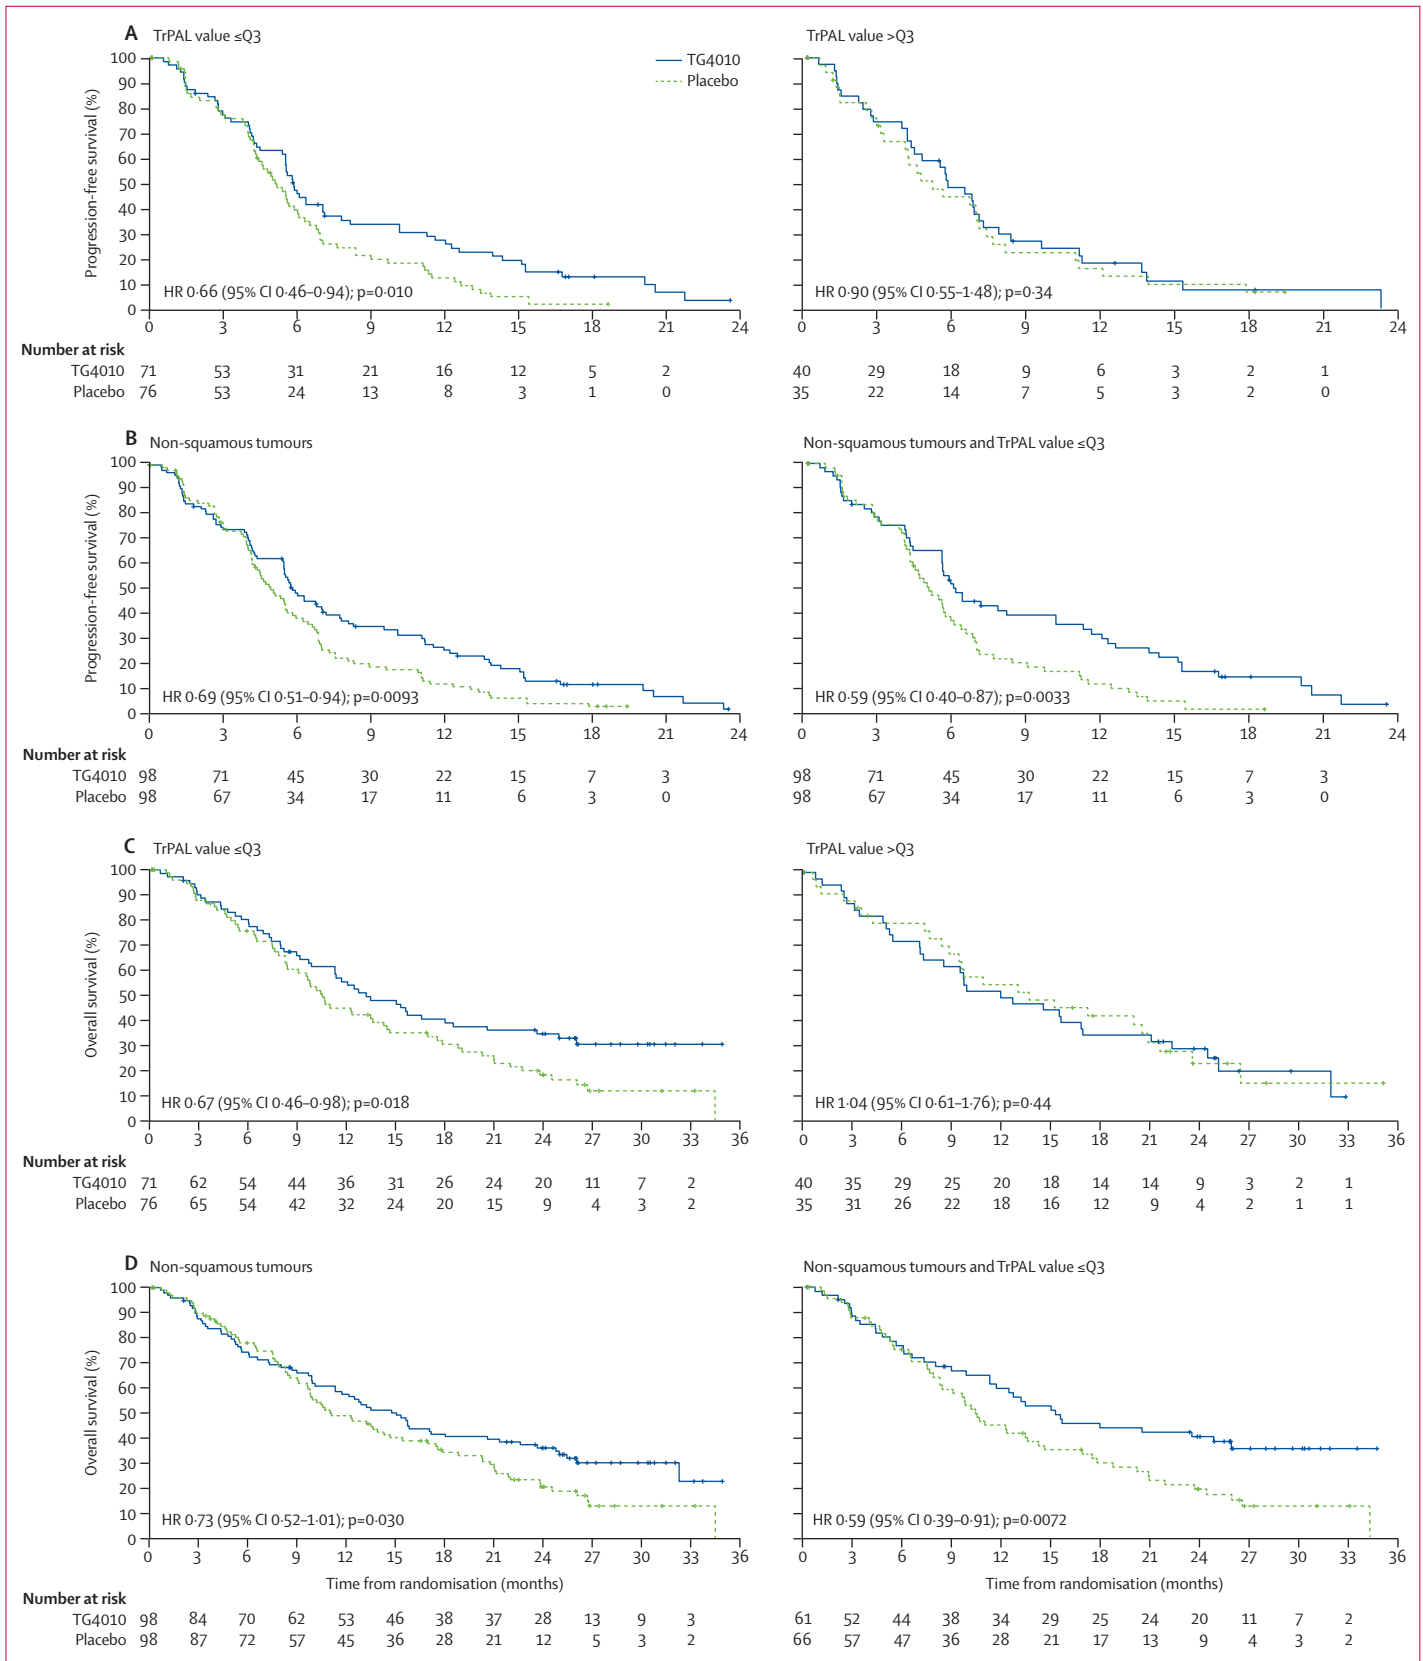 A TrPAL value ≤Q3
TrPAL value >Q3
TG4010
Placebo
Progression-free survival (%)
100
90
80
70
60
50
40
30
20
10
0
HR 0·66 (95% CI 0·46–0·94); p=0·010
HR 0·90 (95% CI 0·55–1·48); p=0·34
0 3 6 9 12 15 18 21 24
0 3 6 9 12 15 18 21 24
Number at risk
TG4010 71 53 31 21 16 12 5 2
40 29 18 9 6 3 2 1
Placebo 76 53 24 13 8 3 1 0
35 22 14 7 5 3 2 0
B Non-squamous tumours
Non-squamous tumours and TrPAL value ≤Q3
Progression-free survival (%)
100
90
80
70
60
50
40
30
20
10
0
HR 0·69 (95% CI 0·51–0·94); p=0·0093
HR 0·59 (95% CI 0·40–0·87); p=0·0033
0 3 6 9 12 15 18 21 24
0 3 6 9 12 15 18 21 24
Number at risk
TG4010 98 71 45 30 22 15 7 3
98 71 45 30 22 15 7 3
Placebo 98 67 34 17 11 6 3 0
98 67 34 17 11 6 3 0
C TrPAL value ≤Q3
TrPAL value >Q3
Overall survival (%)
100
90
80
70
60
50
40
30
20
10
0
HR 0·67 (95% CI 0·46–0·98); p=0·018
HR 1·04 (95% CI 0·61–1·76); p=0·44
0 3 6 9 12 15 18 21 24 27 30 33 36
0 3 6 9 12 15 18 21 24 27 30 33 36
Number at risk
TG4010 71 62 54 44 36 31 26 24 20 11 7 2
40 35 29 25 20 18 14 14 9 3 2 1
Placebo 76 65 54 42 32 24 20 15 9 4 3 2
35 31 26 22 18 16 12 9 4 2 1 1
D Non-squamous tumours
Non-squamous tumours and TrPAL value ≤Q3
Overall survival (%)
100
90
80
70
60
50
40
30
20
10
0
HR 0·73 (95% CI 0·52–1·01); p=0·030
HR 0·59 (95% CI 0·39–0·91); p=0·0072
0 3 6 9 12 15 18 21 24 27 30 33 36
0 3 6 9 12 15 18 21 24 27 30 33 36
Time from randomisation (months)
Time from randomisation (months)
Number at risk
TG4010 98 84 70 62 53 46 38 37 28 13 9 3
61 52 44 38 34 29 25 24 20 11 7 2
Placebo 98 87 72 57 45 36 28 21 12 5 3 2
66 57 47 36 28 21 17 13 9 4 3 2